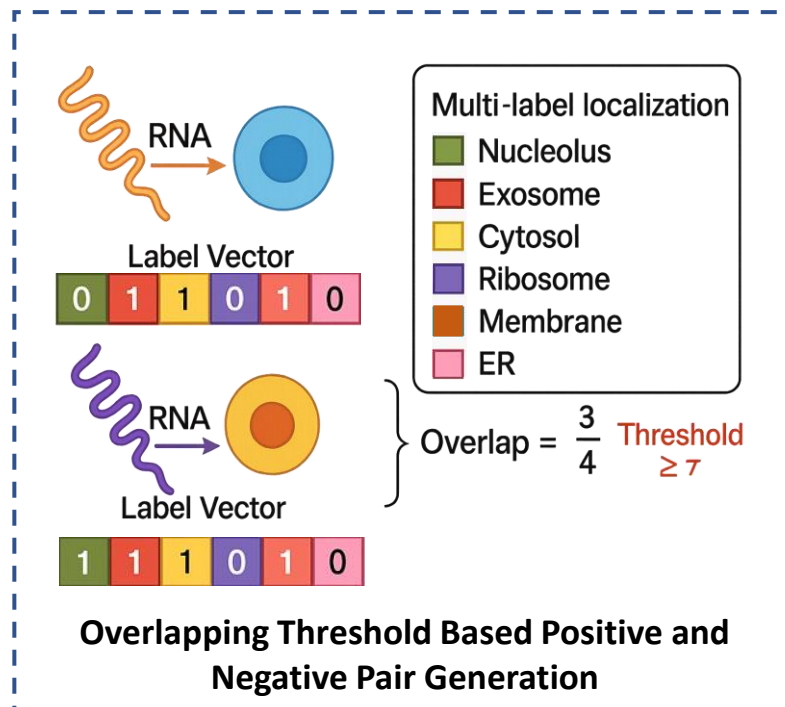 RNA
Label Vector
0 1 1 0 1 0
RNA
Label Vector
1 1 1 0 1 0
Multi-label localization
Nucleolus
Exosome
Cytosol
Ribosome
Membrane
ER
Overlap = 3/4 Threshold
≥ τ
Overlapping Threshold Based Positive and
Negative Pair Generation